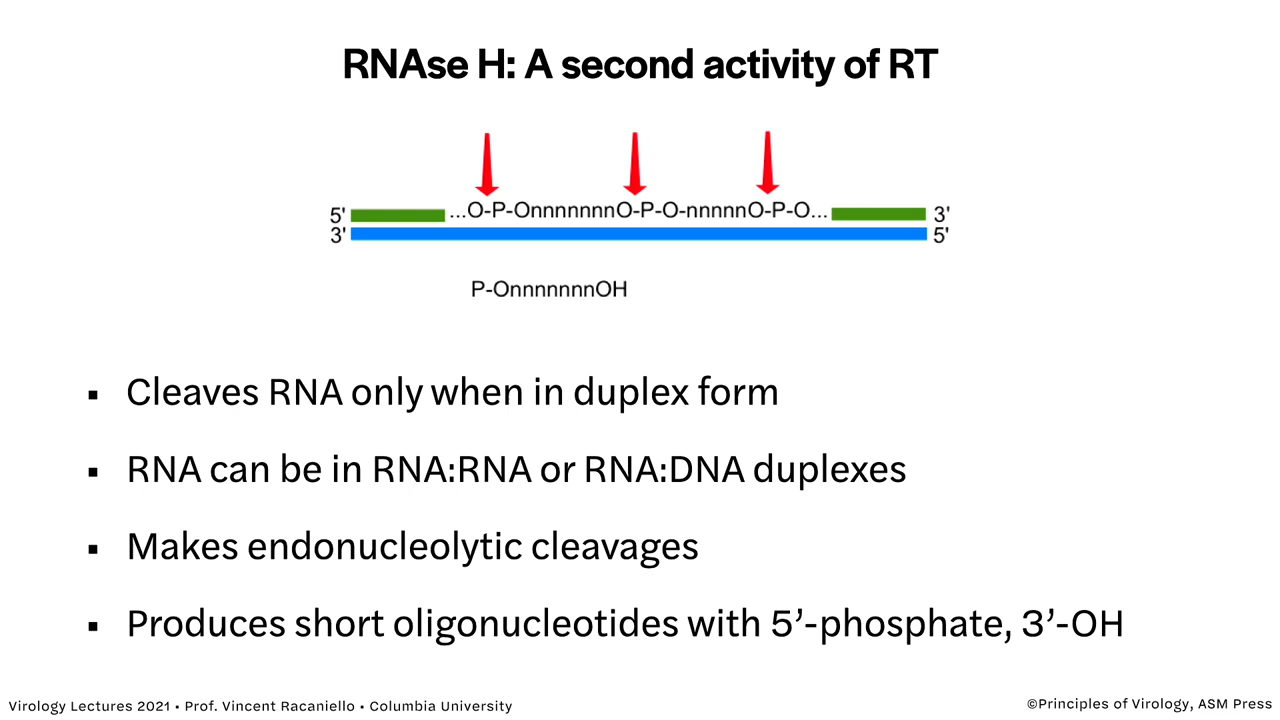 RNAse H: A second activity of RT
5' ...O-P-OnnnnnnnO-P-O-nnnnnO-P-O... 3'
3' 5'
P-OnnnnnnnOH
▪ Cleaves RNA only when in duplex form
▪ RNA can be in RNA:RNA or RNA:DNA duplexes
▪ Makes endonucleolytic cleavages
▪ Produces short oligonucleotides with 5’-phosphate, 3’-OH
Virology Lectures 2021 • Prof. Vincent Racaniello • Columbia University
©Principles of Virology, ASM Press